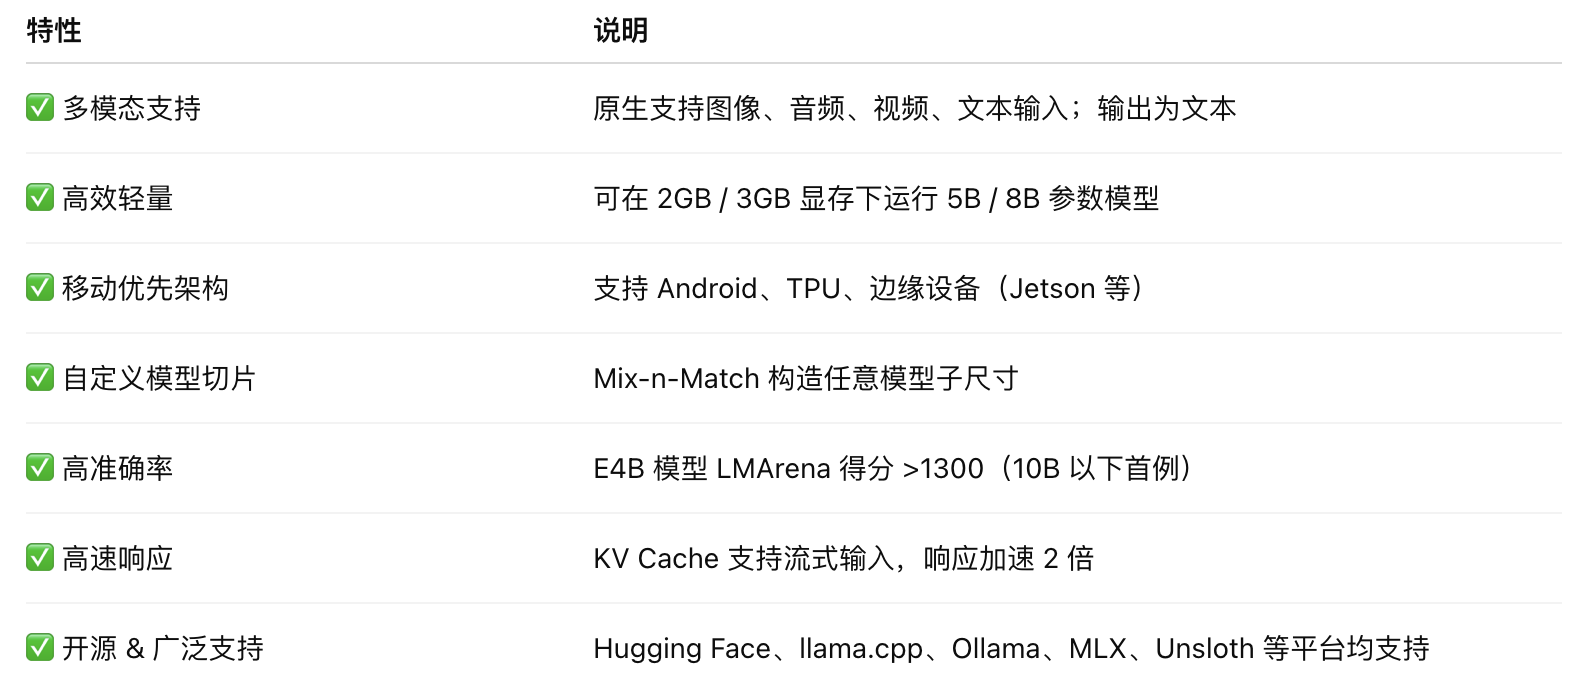 特性 说明
✅ 多模态支持 原生支持图像、音频、视频、文本输入；输出为文本
✅ 高效轻量 可在 2GB / 3GB 显存下运行 5B / 8B 参数模型
✅ 移动优先架构 支持 Android、TPU、边缘设备（Jetson 等）
✅ 自定义模型切片 Mix-n-Match 构造任意模型子尺寸
✅ 高准确率 E4B 模型 LMArena 得分 >1300（10B 以下首例）
✅ 高速响应 KV Cache 支持流式输入，响应加速 2 倍
✅ 开源 & 广泛支持 Hugging Face、llama.cpp、Ollama、MLX、Unsloth 等平台均支持